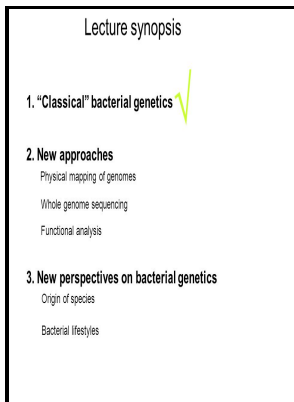 Lecture synopsis
1. “Classical” bacterial genetics √
2. New approaches
Physical mapping of genomes
Whole genome sequencing
Functional analysis
3. New perspectives on bacterial genetics
Origin of species
Bacterial lifestyles